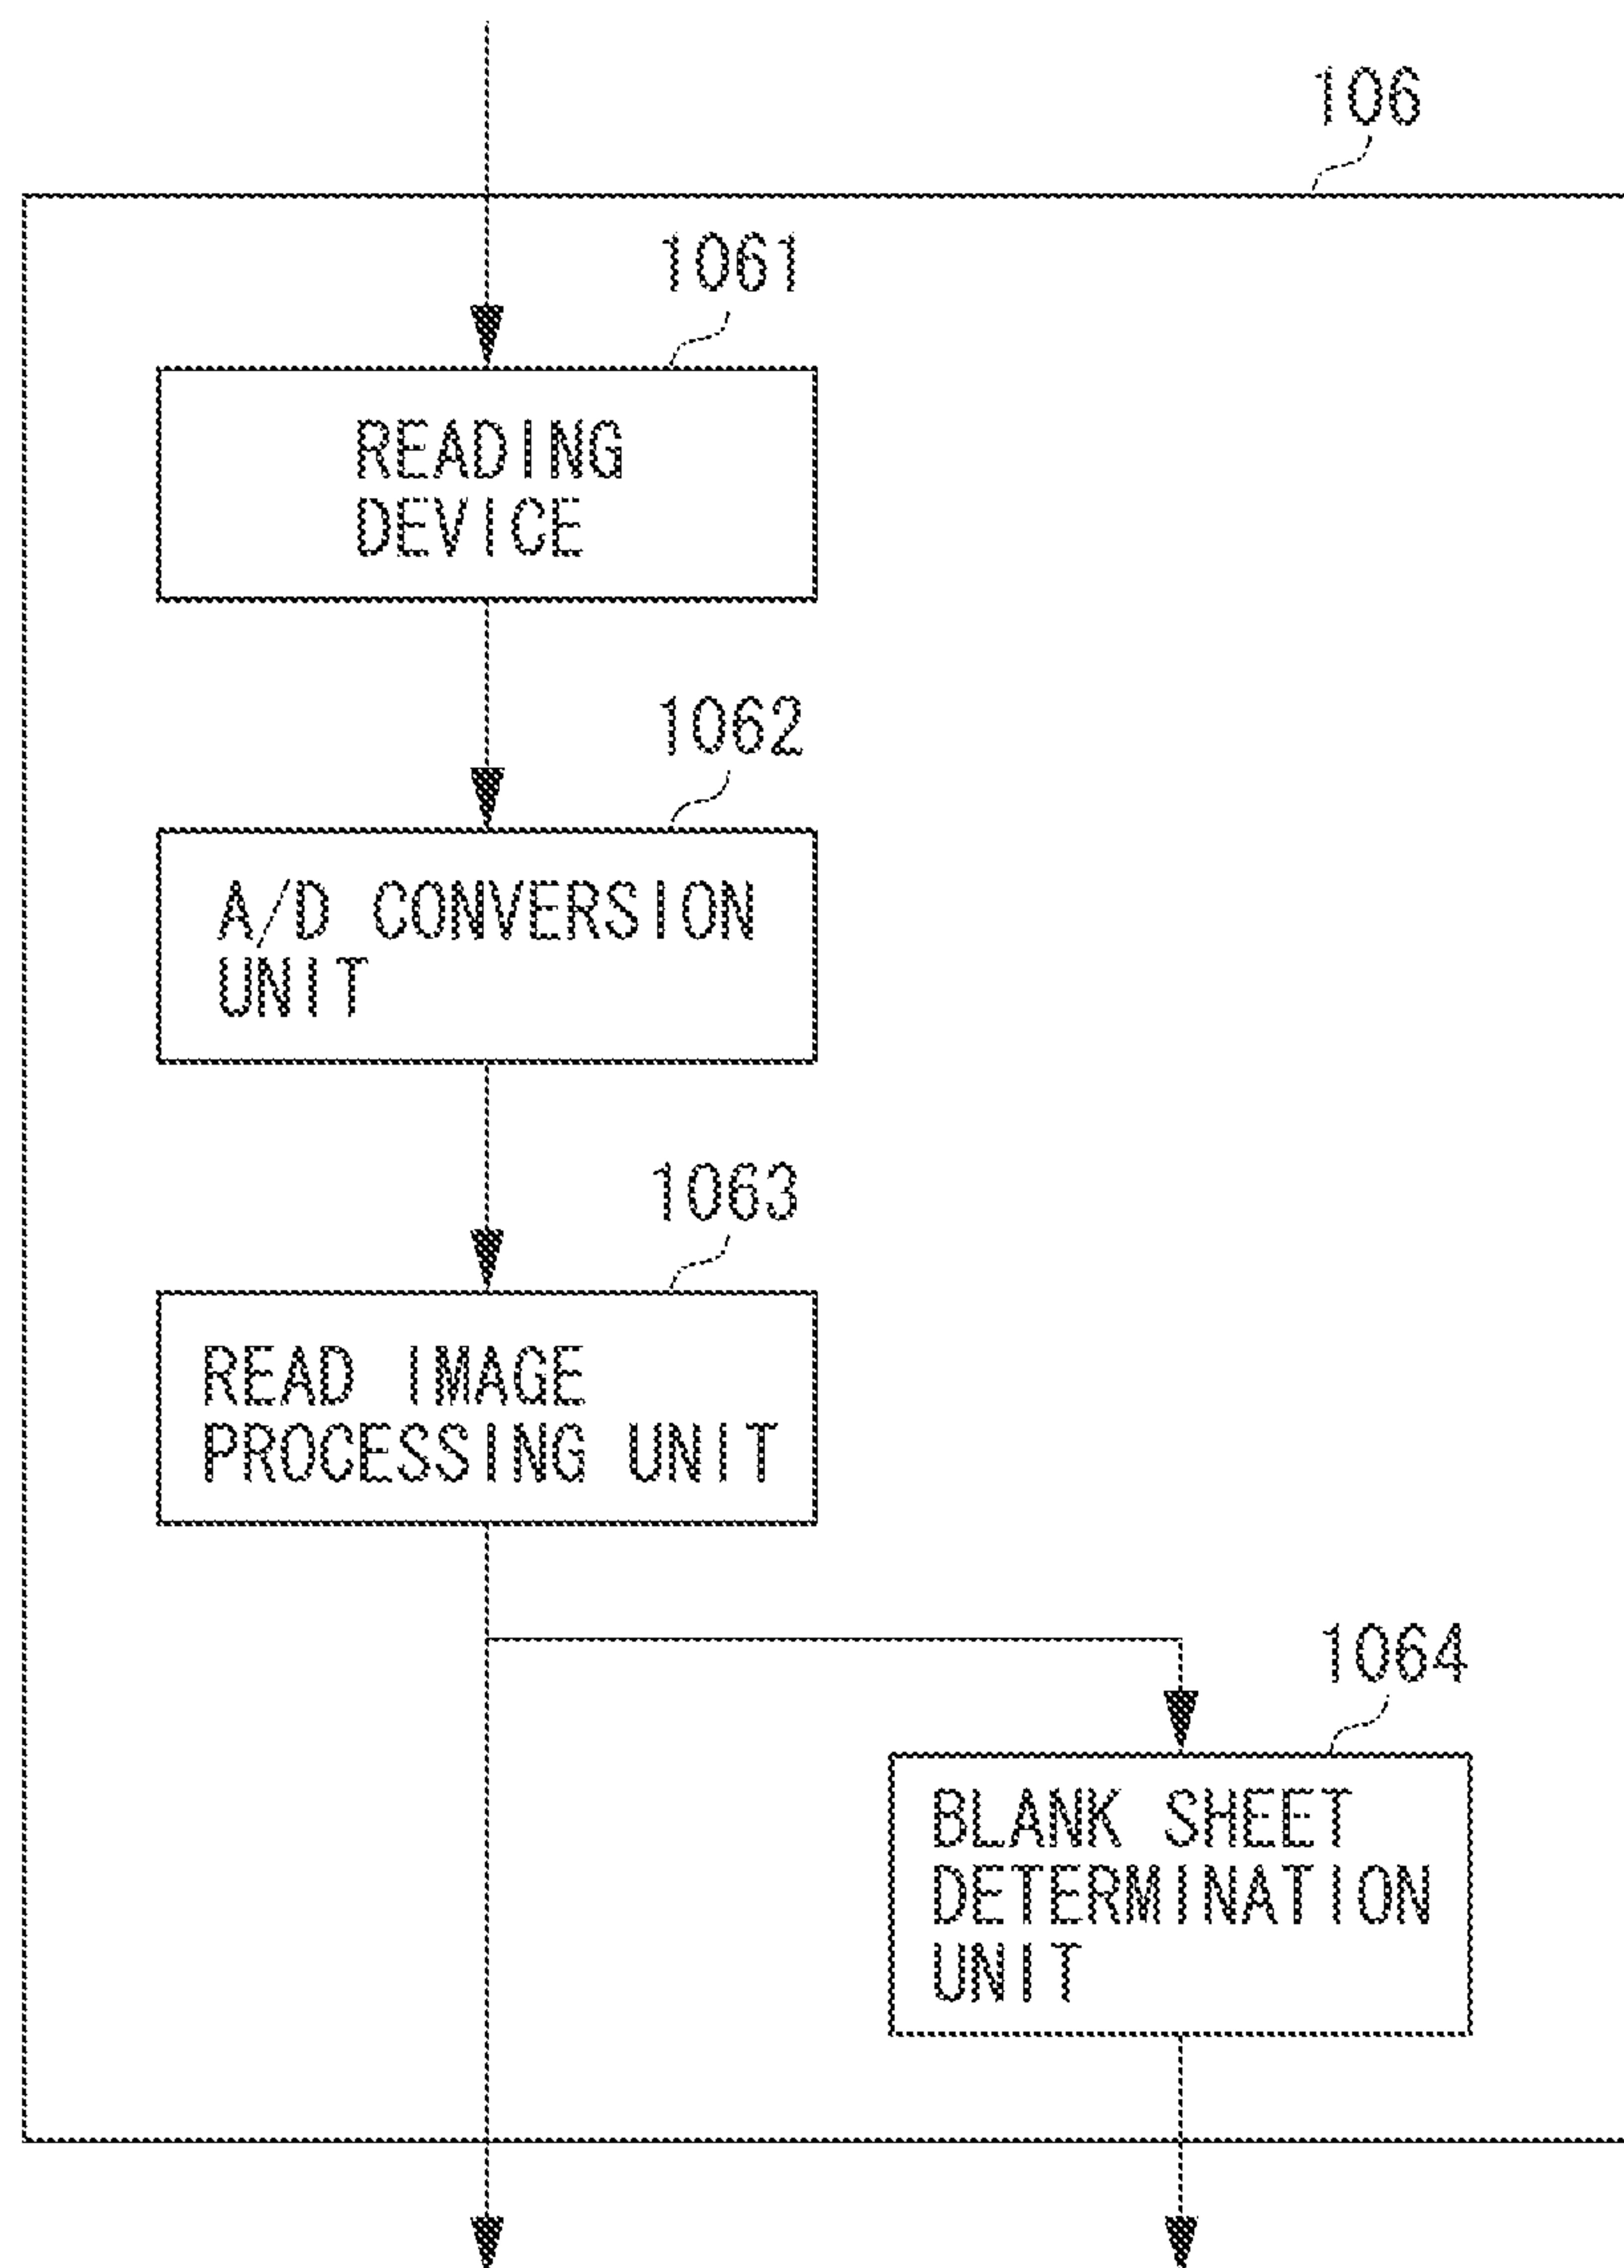 106
1061
READING
DEVICE
1062
A/D CONVERSION
UNIT
1063
READ IMAGE
PROCESSING UNIT
1064
BLANK SHEET
DETERMINATION
UNIT